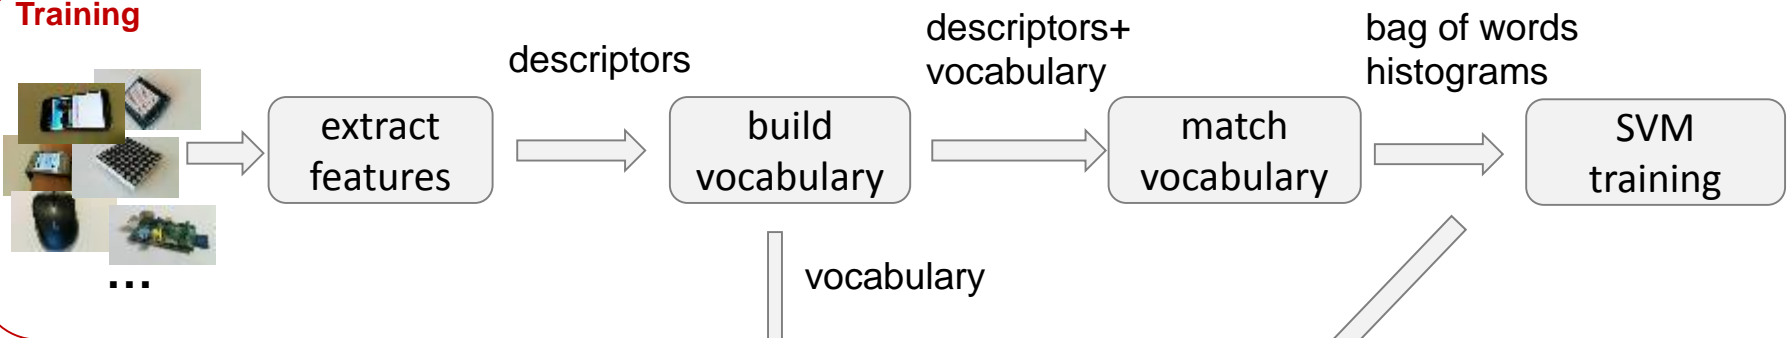 Training
descriptors
descriptors+
vocabulary
bag of words
histograms
extract
features
build
vocabulary
match
vocabulary
SVM
training
vocabulary
...